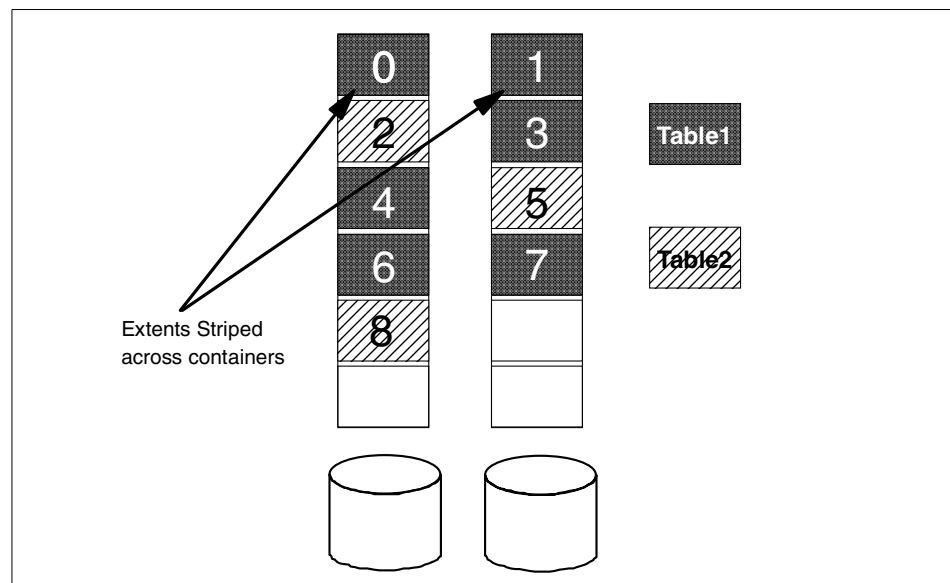 0 1
2 3 Table1
4 5
6 7 Table2
8
Extents Striped
across containers